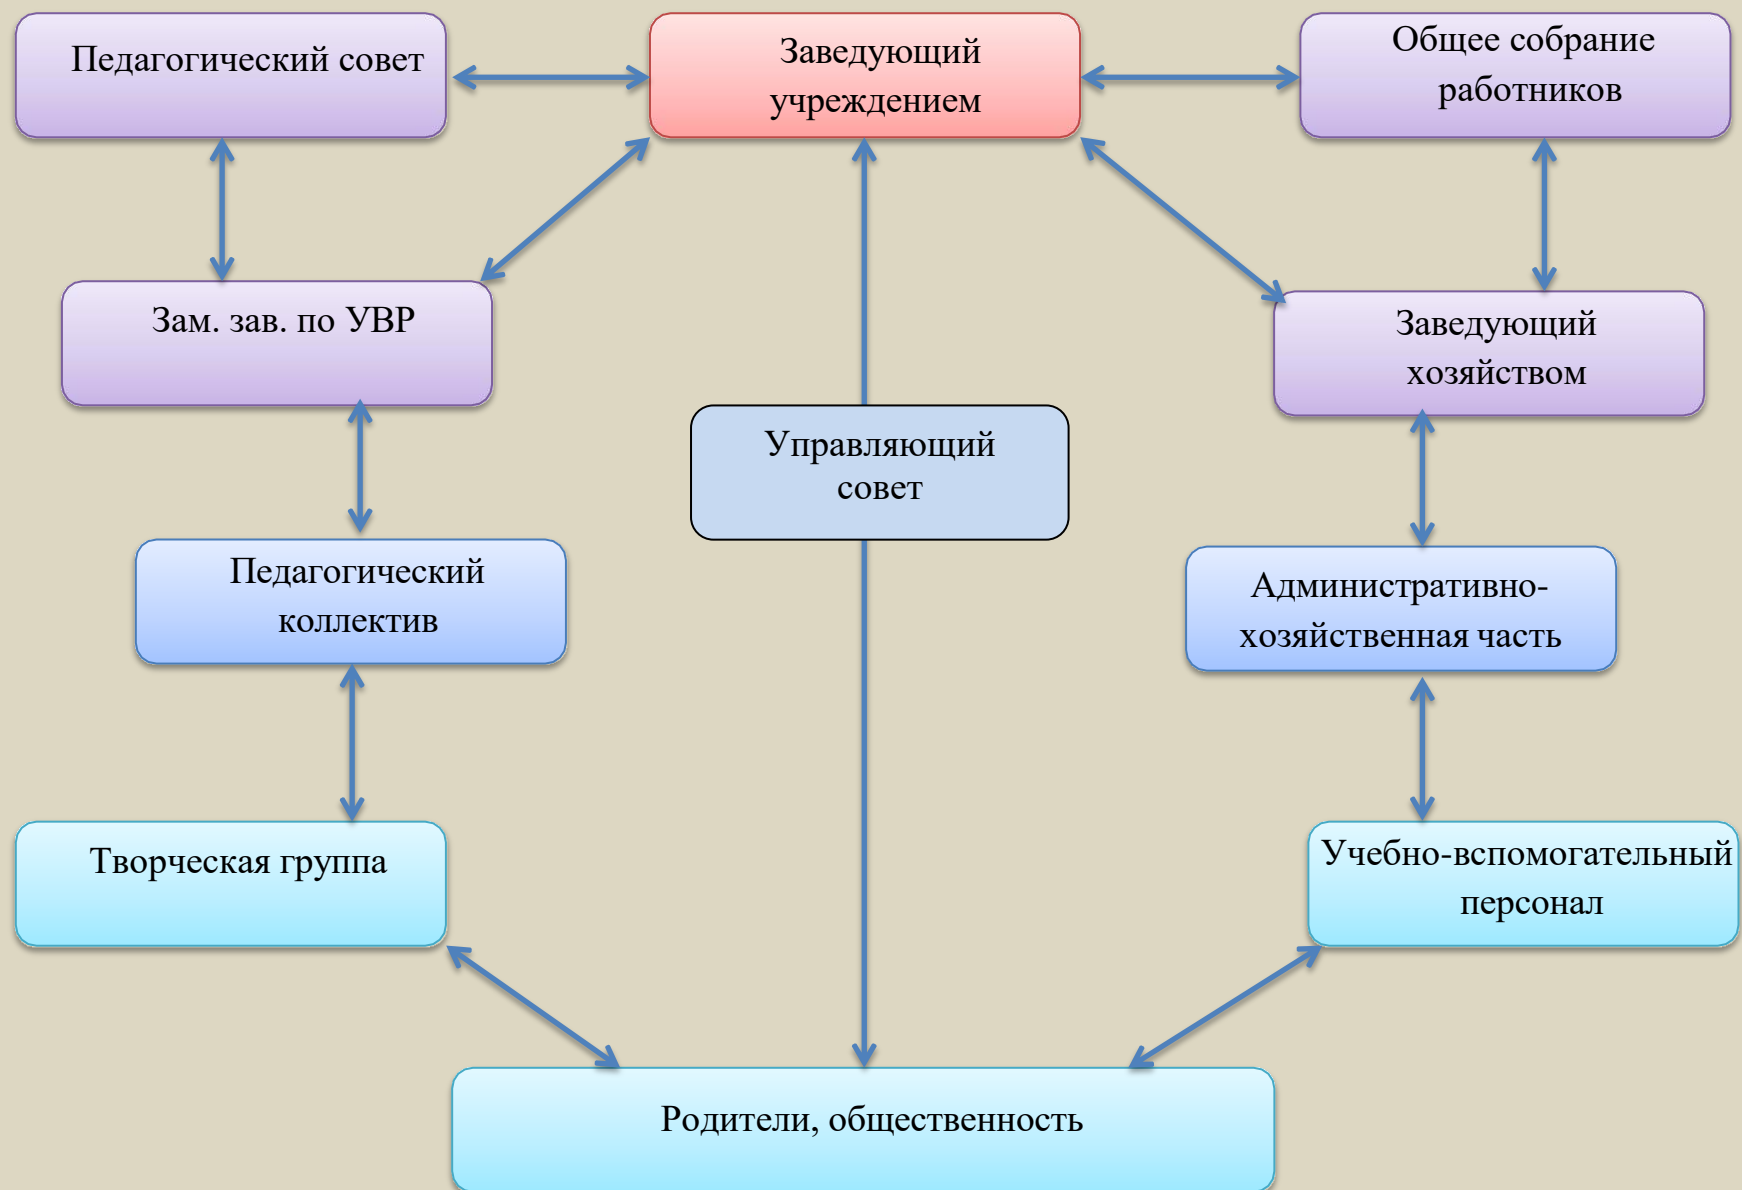 Педагогический совет
Заведующий
учреждением
Общее собрание
работников
Зам. зав. по УВР
Заведующий
хозяйством
Управляющий
совет
Педагогический
коллектив
Административно-
хозяйственная часть
Творческая группа
Учебно-вспомогательный
персонал
Родители, общественность